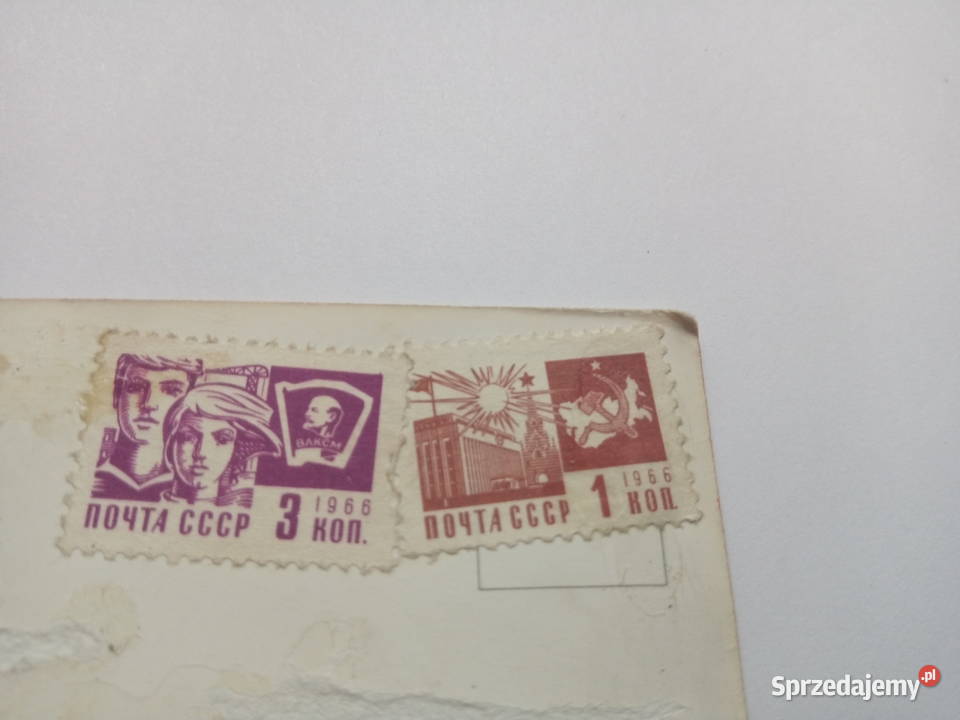 ВЛКСМ
1966
ПОЧТА СССР 3 КОП.
1966
ПОЧТА СССР 1 КОП.
Sprzedajemy.pl